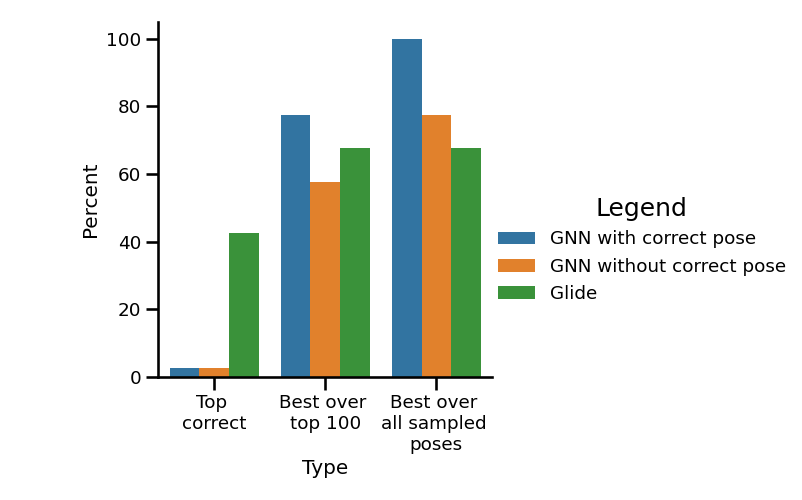 100
80
60
40
20
0
Percent
Top
correct
Best over
top 100
Best over
all sampled
poses
Type
Legend
GNN with correct pose
GNN without correct pose
Glide